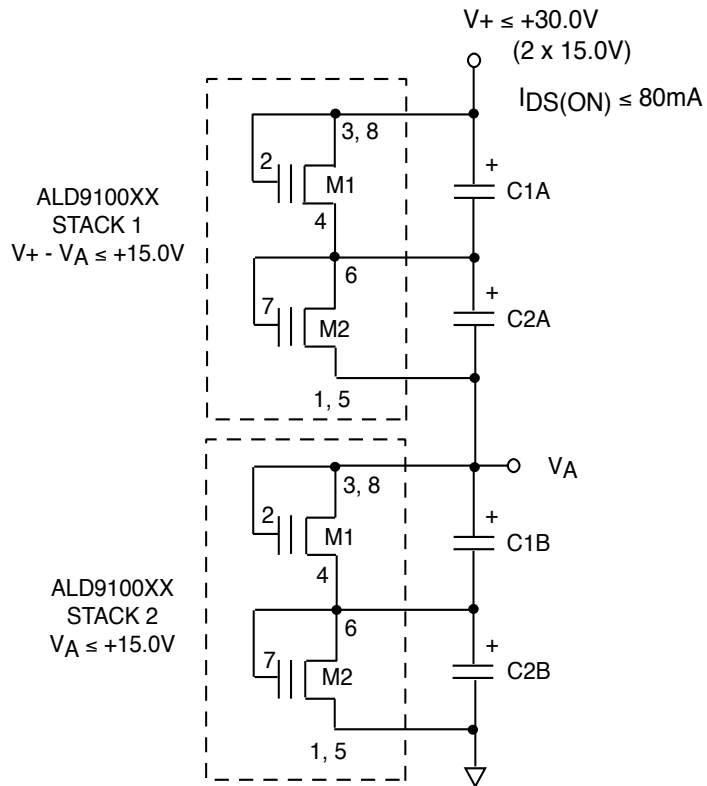 V+ ≤ +30.0V
(2 x 15.0V)
IDS(ON) ≤ 80mA
3, 8
2
M1
+
C1A
4
ALD9100XX
STACK 1
V+ - VA ≤ +15.0V
6
7
M2
+
C2A
1, 5
VA
3, 8
2
M1
+
C1B
4
ALD9100XX
STACK 2
VA ≤ +15.0V
6
7
M2
+
C2B
1, 5